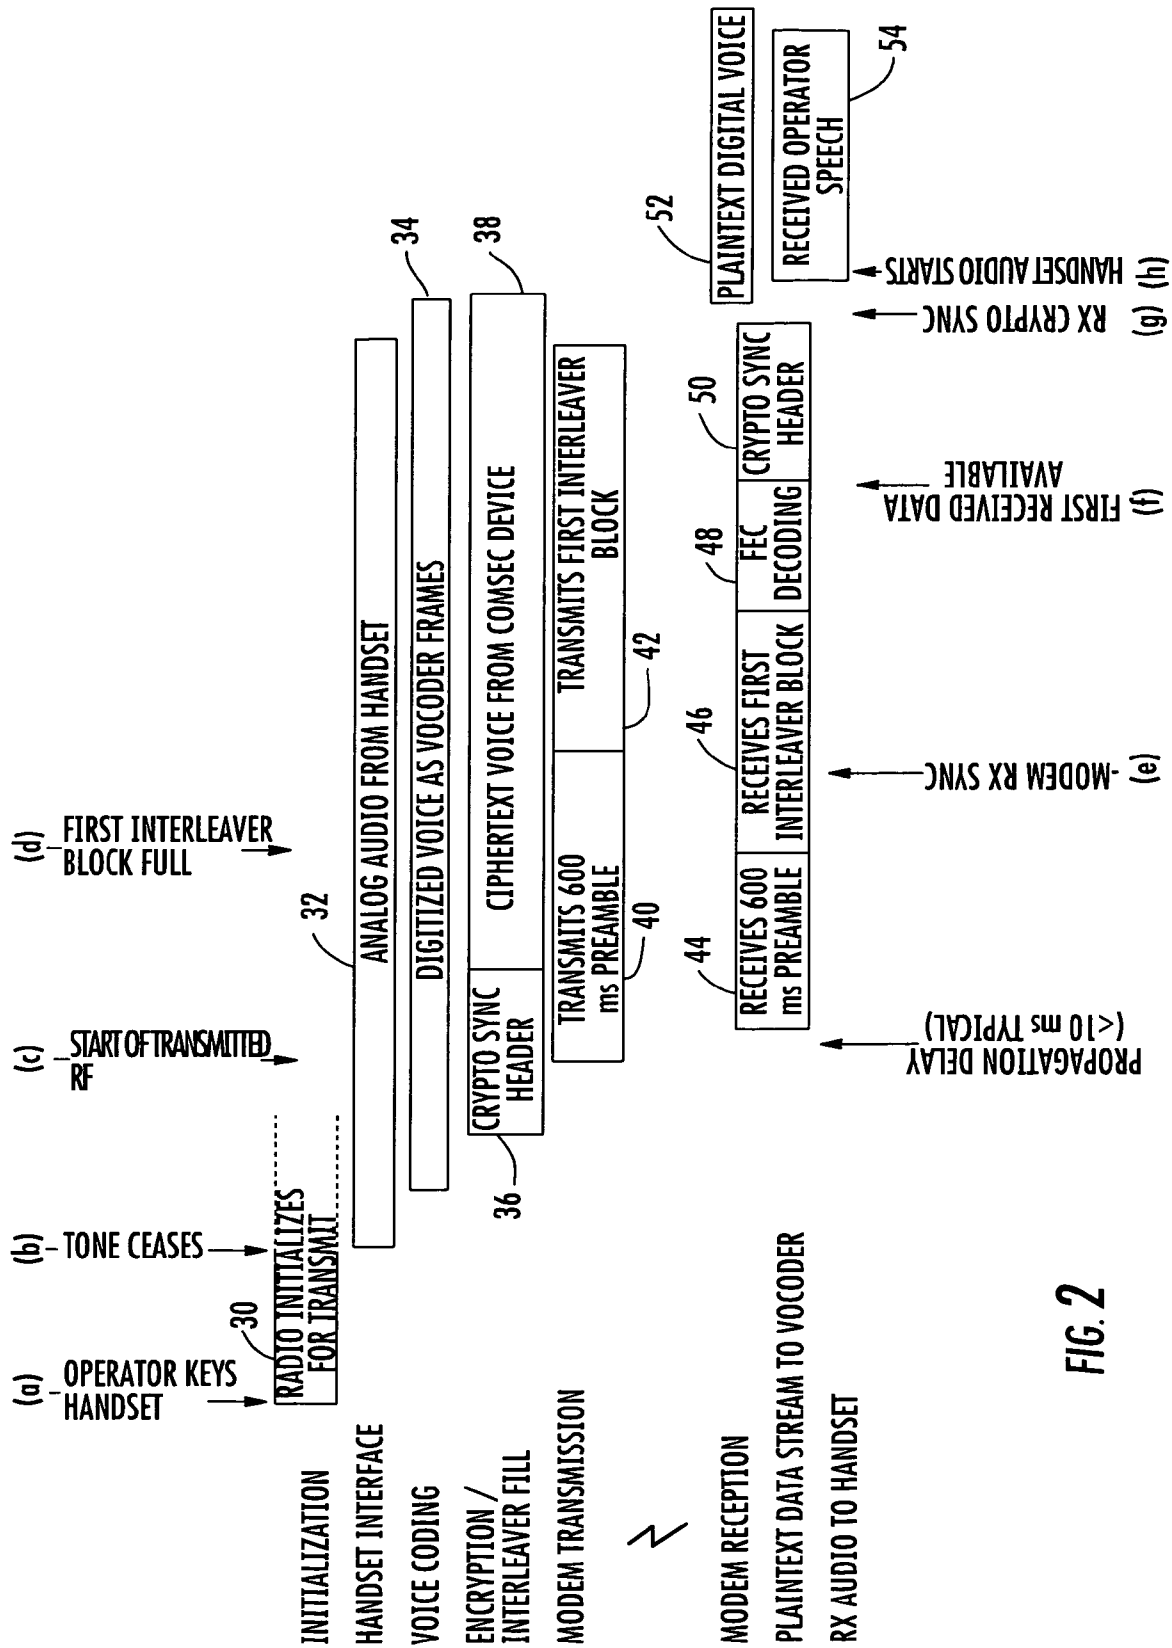 (a)
OPERATOR KEYS
HANDSET
(b)
TONE CEASES
(c)
START OF TRANSMITTED
RF
(d)
FIRST INTERLEAVER
BLOCK FULL
INITIALIZATION
30
RADIO INITIALIZES
FOR TRANSMIT
HANDSET INTERFACE
32
ANALOG AUDIO FROM HANDSET
VOICE CODING
DIGITIZED VOICE AS VOCODER FRAMES
34
ENCRYPTION /
INTERLEAVER FILL
36
CRYPTO SYNC
HEADER
CIPHERTEXT VOICE FROM COMSEC DEVICE
38
MODEM TRANSMISSION
TRANSMITS 600
ms PREAMBLE
40
TRANSMITS FIRST INTERLEAVER
BLOCK
42
MODEM RECEPTION
44
RECEIVES 600
ms PREAMBLE
46
RECEIVES FIRST
INTERLEAVER BLOCK
48
FEC
DECODING
50
CRYPTO SYNC
HEADER
PLAINTEXT DATA STREAM TO VOCODER
52
PLAINTEXT DIGITAL VOICE
RX AUDIO TO HANDSET
RECEIVED OPERATOR
SPEECH
54
PROPAGATION DELAY
(<10 ms TYPICAL)
-MODEM RX SYNC
(e)
FIRST RECEIVED DATA
AVAILABLE
(f)
RX CRYPTO SYNC
(g)
HANDSET AUDIO STARTS
(h)
FIG. 2